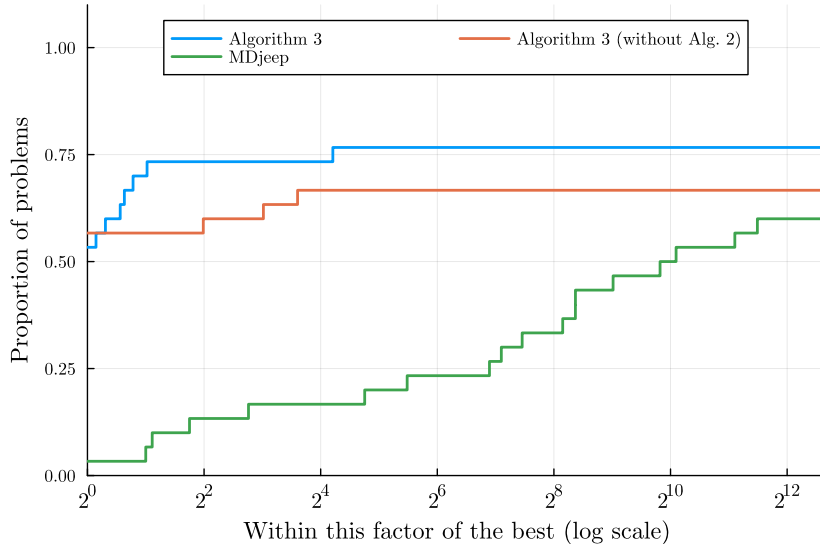 Algorithm 3
Algorithm 3 (without Alg. 2)
MDjeep
Proportion of problems
1.00
0.75
0.50
0.25
0.00
2^0 2^2 2^4 2^6 2^8 2^10 2^12
Within this factor of the best (log scale)